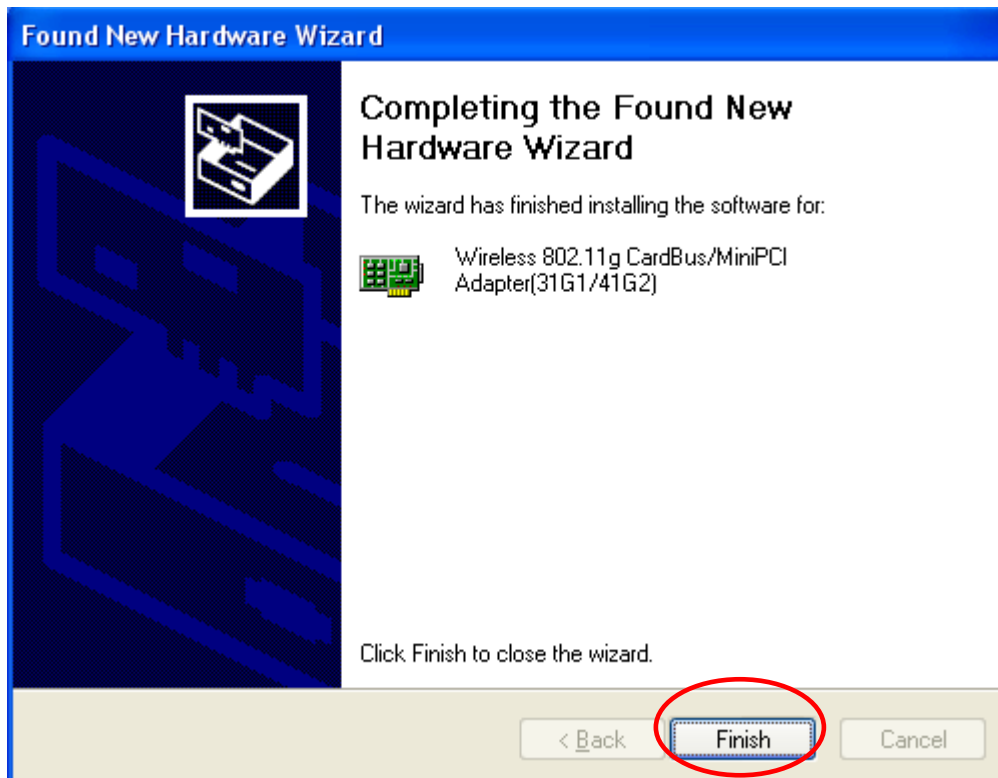 Found New Hardware Wizard
Completing the Found New
Hardware Wizard
The wizard has finished installing the software for:
Wireless 802.11g CardBus/MiniPCI
Adapter(31G1/41G2)
Click Finish to close the wizard.
< Back Finish Cancel